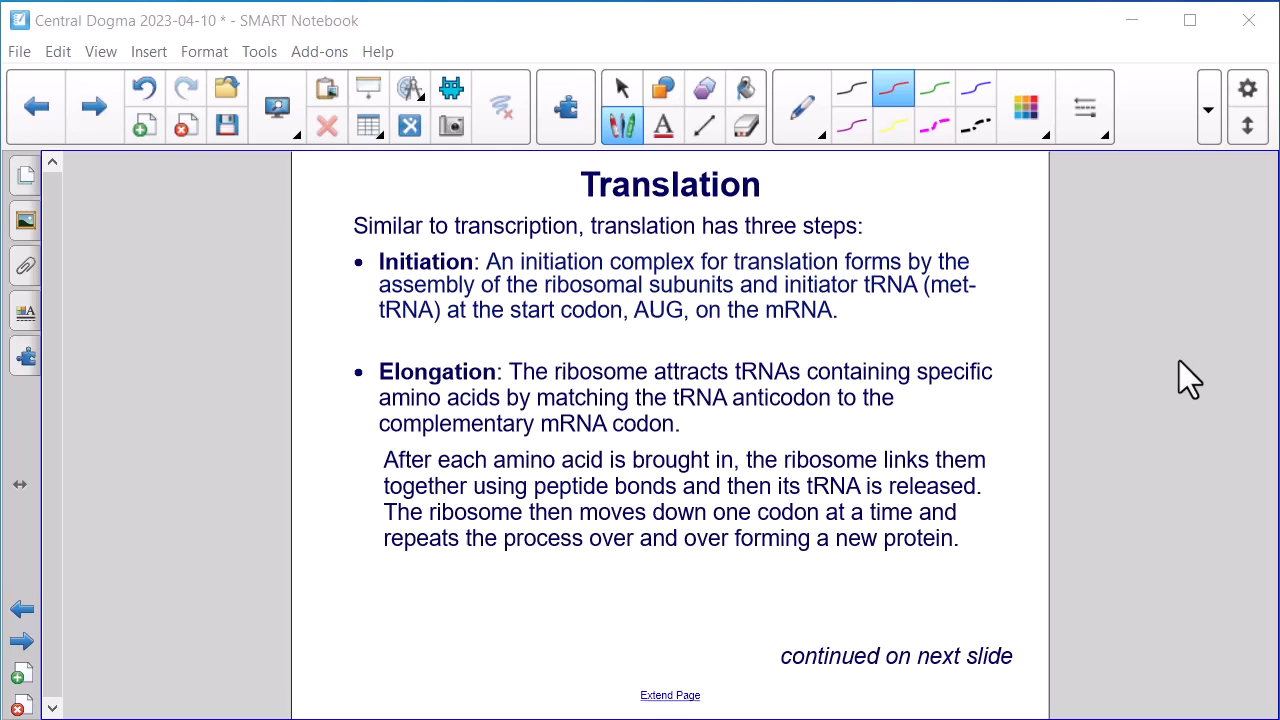 Central Dogma 2023-04-10 * - SMART Notebook
File Edit View Insert Format Tools Add-ons Help
Translation
Similar to transcription, translation has three steps:
• Initiation: An initiation complex for translation forms by the
assembly of the ribosomal subunits and initiator tRNA (met-
tRNA) at the start codon, AUG, on the mRNA.
• Elongation: The ribosome attracts tRNAs containing specific
amino acids by matching the tRNA anticodon to the
complementary mRNA codon.
After each amino acid is brought in, the ribosome links them
together using peptide bonds and then its tRNA is released.
The ribosome then moves down one codon at a time and
repeats the process over and over forming a new protein.
continued on next slide
Extend Page